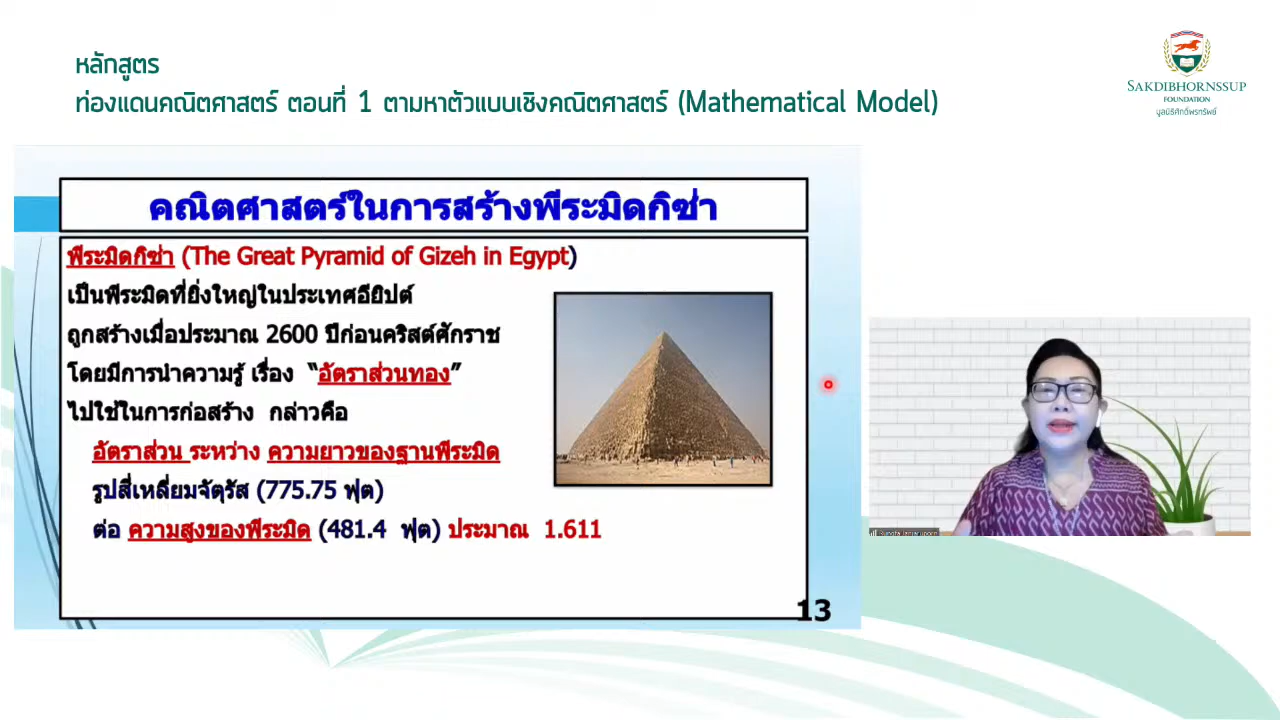 หลักสูตร
ท่องแดนคณิตศาสตร์ ตอนที่ 1 ตามหาตัวแบบเชิงคณิตศาสตร์ (Mathematical Model)
SAKDIBHORNSSUP
FOUNDATION
มูลนิธิศักดิ์พรทรัพย์
คณิตศาสตร์ในการสร้างพีระมิดกิซ่า
พีระมิดกิซ่า (The Great Pyramid of Gizeh in Egypt)
เป็นพีระมิดที่ยิ่งใหญ่ในประเทศอียิปต์
ถูกสร้างเมื่อประมาณ 2600 ปีก่อนคริสต์ศักราช
โดยมีการนำความรู้ เรื่อง “อัตราส่วนทอง”
ไปใช้ในการก่อสร้าง กล่าวคือ
อัตราส่วน ระหว่าง ความยาวของฐานพีระมิด
รูปสี่เหลี่ยมจัตุรัส (775.75 ฟุต)
ต่อ ความสูงของพีระมิด (481.4 ฟุต) ประมาณ 1.611
13